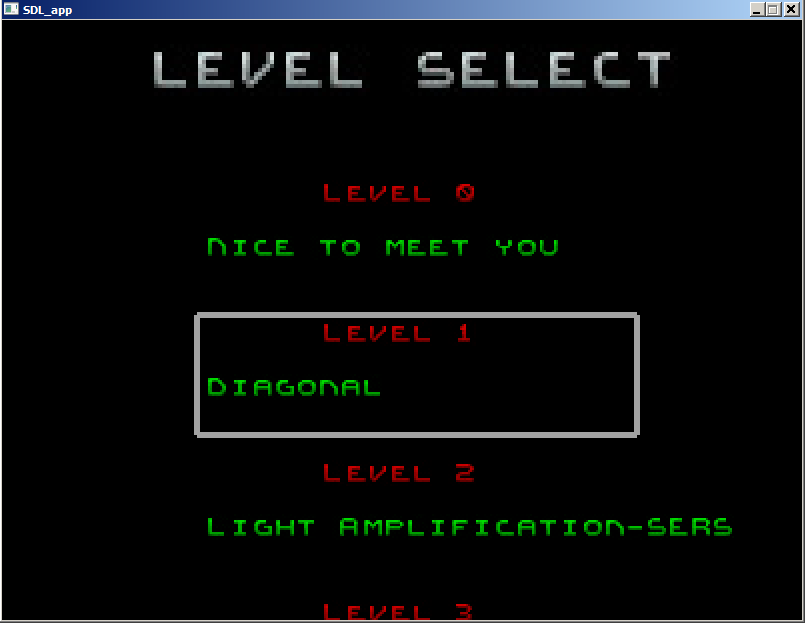 SDL_app
LEVEL SELECT
LEVEL 0
NICE TO MEET YOU
LEVEL 1
DIAGONAL
LEVEL 2
LIGHT AMPLIFICATION-SERS
LEVEL 3